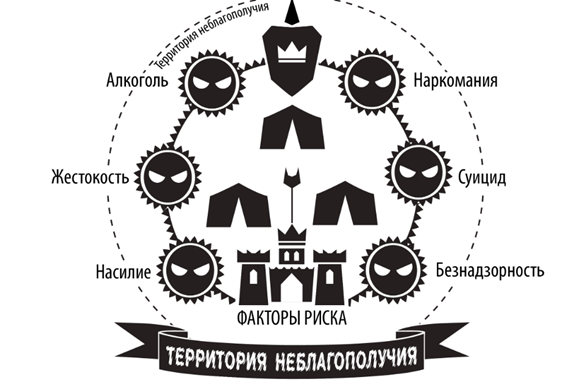 Территория неблагополучия
Алкоголь
Наркомания
Жестокость
Суицид
Насилие
Безнадзорность
ФАКТОРЫ РИСКА
ТЕРРИТОРИЯ НЕБЛАГОПОЛУЧИЯ